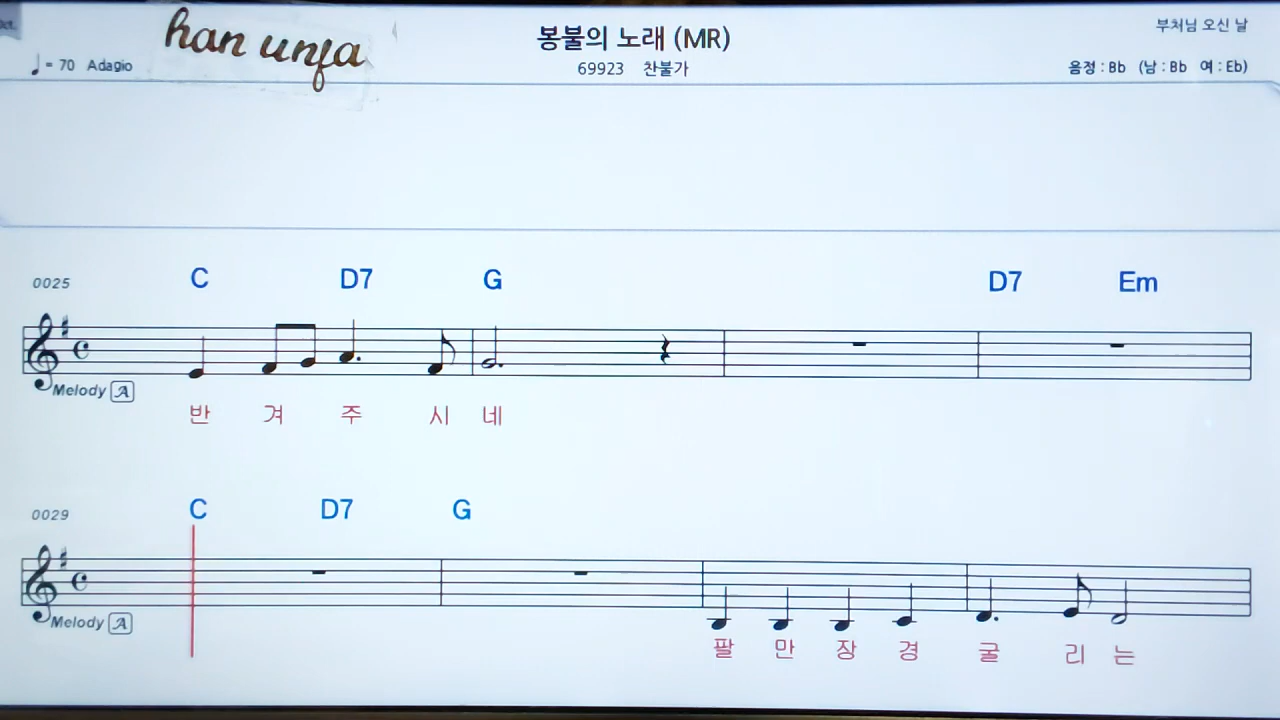 han unfa
봉불의 노래 (MR)
부처님 오신 날
♩= 70 Adagio
69923 찬불가
음정 : Bb (남 : Bb 여 : Eb)
0025
C D7 G D7 Em
Melody A
반 겨 주 시 네
0029
C D7 G
Melody A
팔 만 장 경 굴 리 는